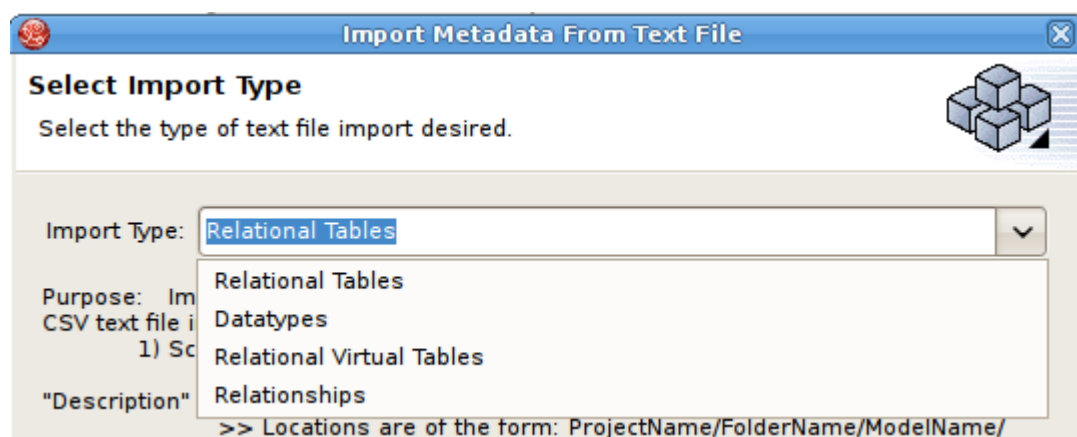 Import Metadata From Text File
Select Import Type
Select the type of text file import desired.
Import Type: Relational Tables
Relational Tables
Purpose:
CSV text file
Datatypes
1)
Relational Virtual Tables
"Description"
Relationships
>> Locations are of the form: ProjectName/FolderName/ModelName/